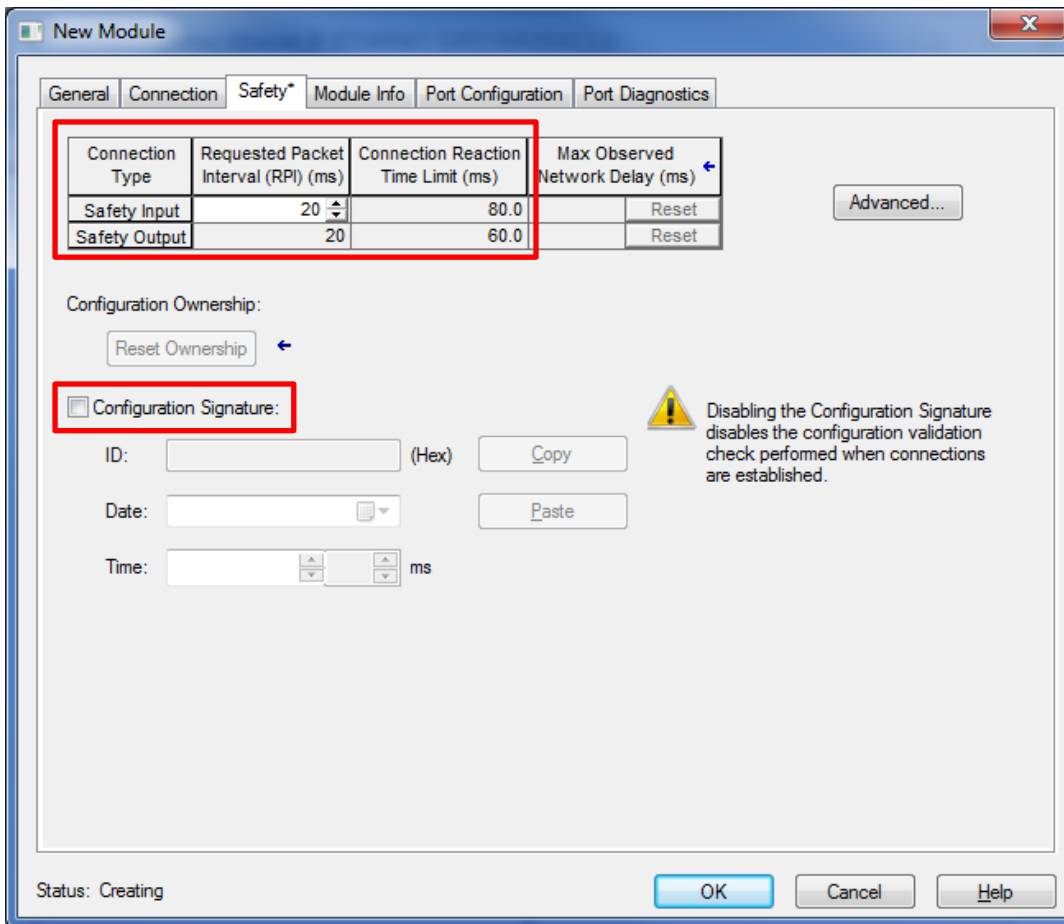 New Module
General Connection Safety* Module Info Port Configuration Port Diagnostics
Connection Type Requested Packet Interval (RPI) (ms) Connection Reaction Time Limit (ms) Max Observed Network Delay (ms)
Safety Input 20 80.0 Reset
Safety Output 20 60.0 Reset
Advanced...
Configuration Ownership:
Reset Ownership
Configuration Signature:
ID: (Hex) Copy
Date: Paste
Time: ms
Disabling the Configuration Signature
disables the configuration validation
check performed when connections
are established.
Status: Creating
OK Cancel Help